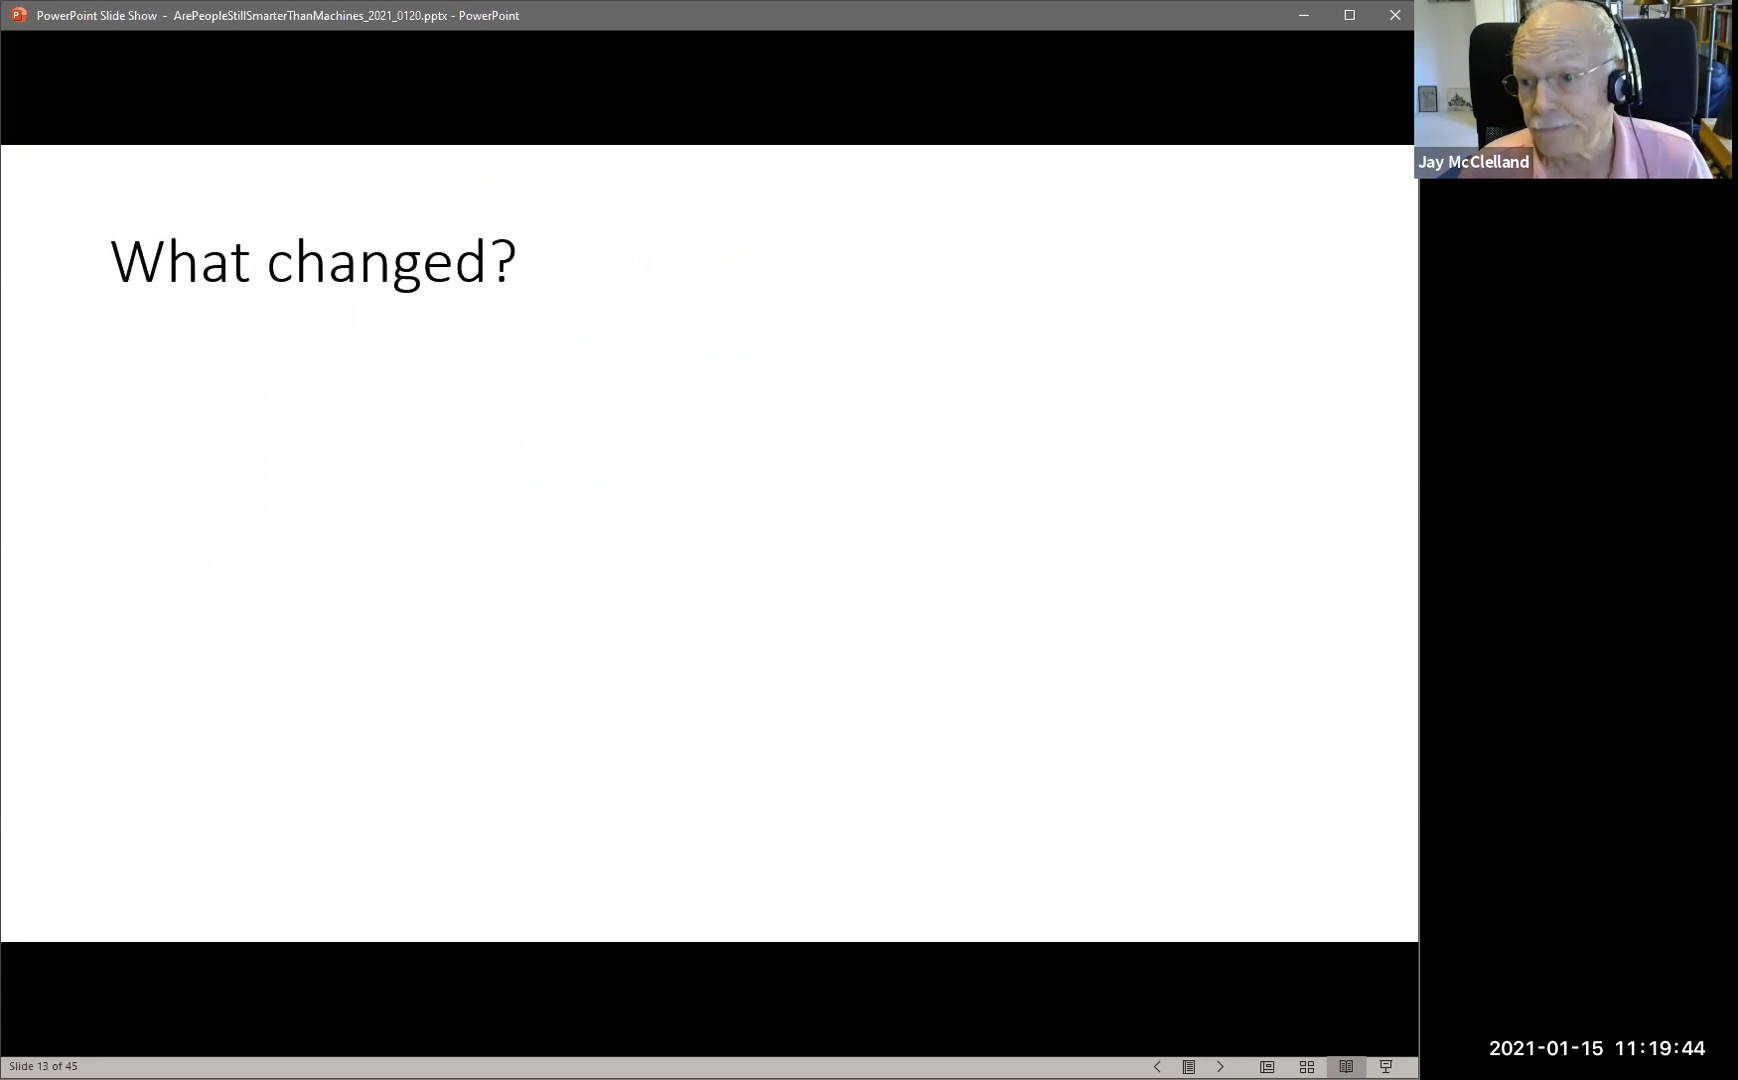 PowerPoint Slide Show - ArePeopleStillSmarterThanMachines_2021_0120.pptx - PowerPoint
Jay McClelland
What changed?
Slide 13 of 45
2021-01-15 11:19:44